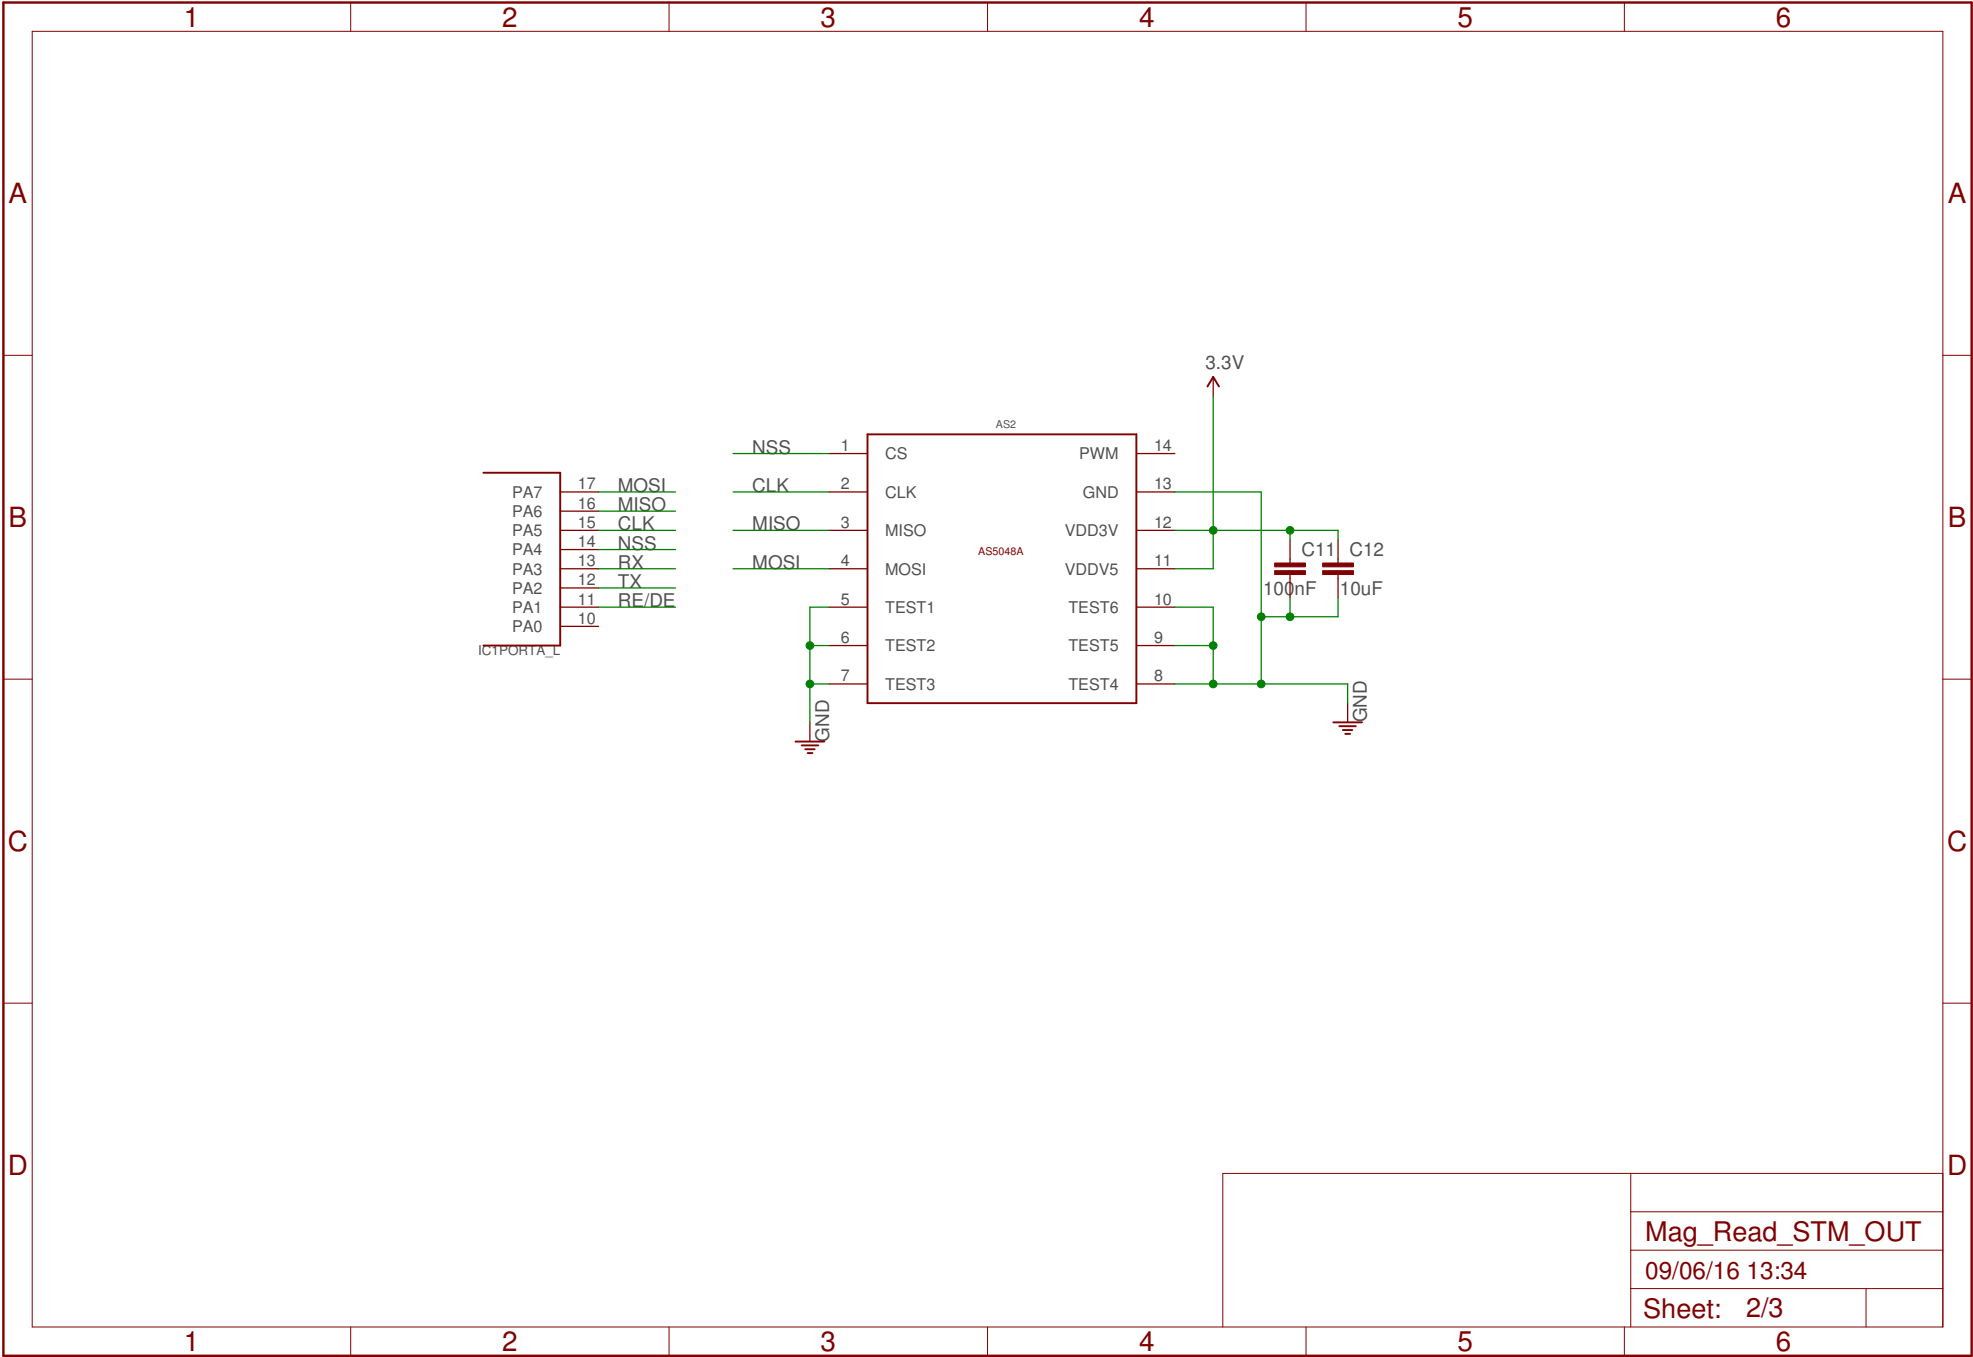 1 2 3 4 5 6
A A
3.3V
AS2
NSS 1 CS PWM 14
PA7 17 MOSI CLK 2 CLK GND 13
PA6 16 MISO
B B
PA5 15 CLK MISO 3 MISO VDD3V 12
PA4 14 NSS AS5048A C11 C12
PA3 13 RX MOSI 4 MOSI VDDV5 11
PA2 12 TX 100nF 10uF
PA1 11 RE/DE 5 TEST1 TEST6 10
PA0 10
IC1PORTA_L 6 TEST2 TEST5 9
7 TEST3 TEST4 8
GND GND
C C
D D
Mag_Read_STM_OUT
09/06/16 13:34
Sheet: 2/3
1 2 3 4 5 6